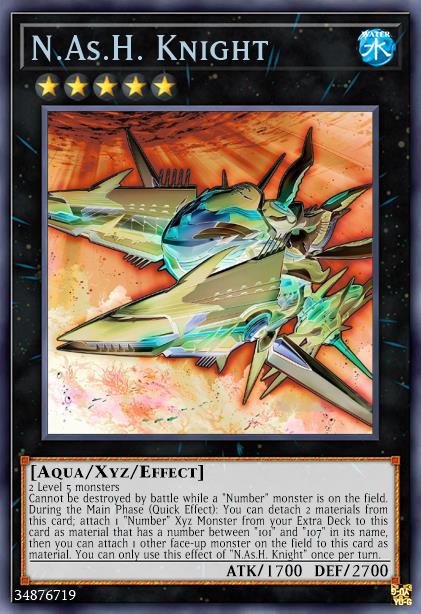 N.As.H. Knight
WATER
水
[Aqua/Xyz/Effect]
2 Level 5 monsters
Cannot be destroyed by battle while a "Number" monster is on the field.
During the Main Phase (Quick Effect): You can detach 2 materials from
this card; attach 1 "Number" Xyz Monster from your Extra Deck to this
card as material that has a number between "101" and "107" in its name,
then you can attach 1 other face-up monster on the field to this card as
material. You can only use this effect of "N.As.H. Knight" once per turn.
ATK/1700 DEF/2700
34876719